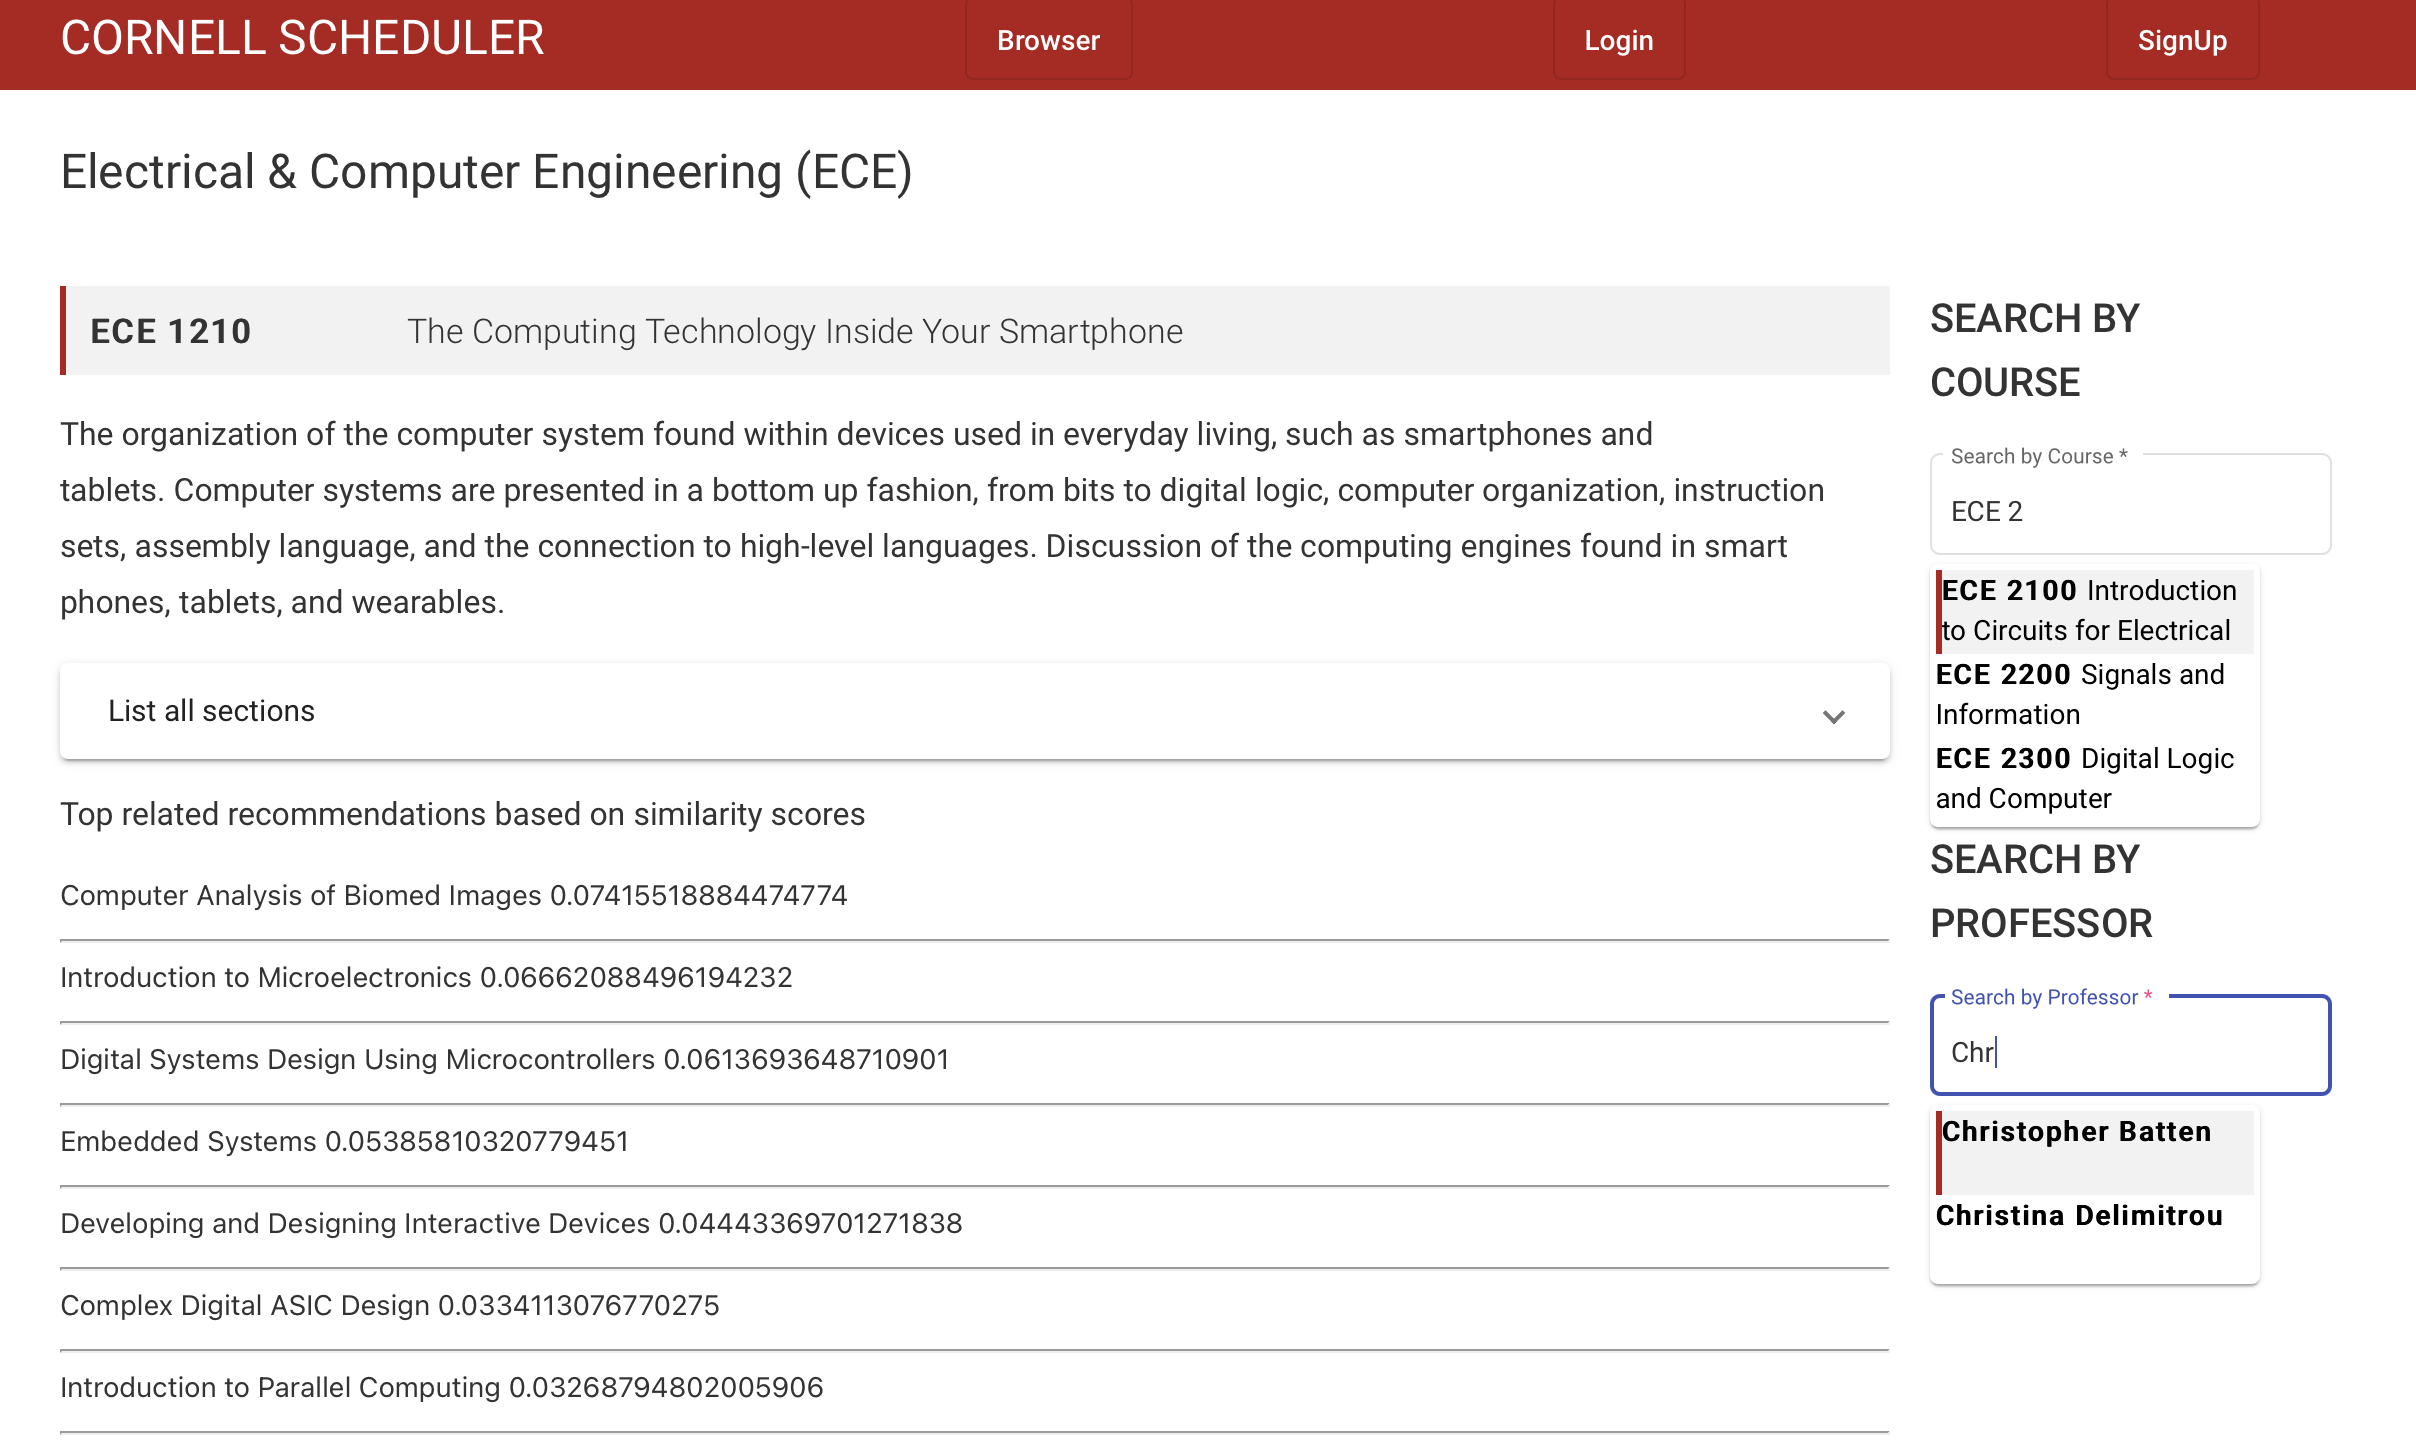 CORNELL SCHEDULER
Browser
Login
SignUp
Electrical & Computer Engineering (ECE)
ECE 1210 The Computing Technology Inside Your Smartphone
The organization of the computer system found within devices used in everyday living, such as smartphones and
tablets. Computer systems are presented in a bottom up fashion, from bits to digital logic, computer organization, instruction
sets, assembly language, and the connection to high-level languages. Discussion of the computing engines found in smart
phones, tablets, and wearables.
List all sections
Top related recommendations based on similarity scores
Computer Analysis of Biomed Images 0.07415518884474774
Introduction to Microelectronics 0.06662088496194232
Digital Systems Design Using Microcontrollers 0.0613693648710901
Embedded Systems 0.05385810320779451
Developing and Designing Interactive Devices 0.04443369701271838
Complex Digital ASIC Design 0.0334113076770275
Introduction to Parallel Computing 0.03268794802005906
SEARCH BY
COURSE
Search by Course *
ECE 2
ECE 2100 Introduction
to Circuits for Electrical
ECE 2200 Signals and
Information
ECE 2300 Digital Logic
and Computer
SEARCH BY
PROFESSOR
Search by Professor *
Chr
Christopher Batten
Christina Delimitrou